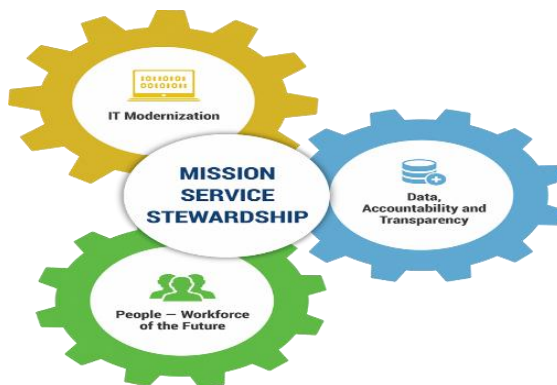 IT Modernization
MISSION
SERVICE
STEWARDSHIP
Data,
Accountability and
Transparency
People — Workforce
of the Future